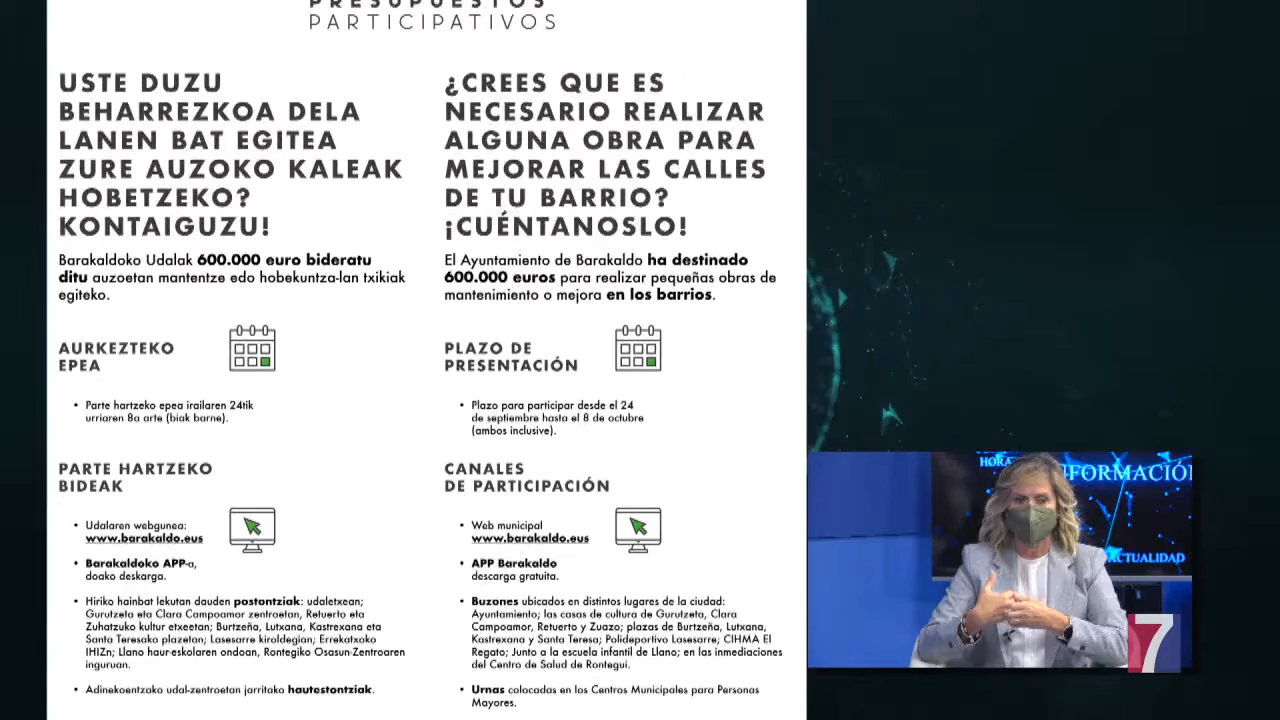 PRESUPUESTOS
PARTICIPATIVOS
USTE DUZU
BEHARREZKOA DELA
LANEN BAT EGITEA
ZURE AUZOKO KALEAK
HOBETZEKO?
KONTAIGUZU!
Barakaldoko Udalak 600.000 euro bideratu
ditu auzoetan mantentze edo hobekuntza-lan txikiak
egiteko.
AURKEZTEKO
EPEA
• Parte hartzeko epea irailaren 24tik
urriaren 8a arte (biak barne).
PARTE HARTZEKO
BIDEAK
• Udalaren webgunea:
www.barakaldo.eus
• Barakaldoko APP-a,
doako deskarga.
• Hiriko hainbat lekutan dauden postontziak: udaletxean;
Gurutzeta eta Clara Campoamor zentroetan, Retuerto eta
Zuhatzuko kultur etxeetan; Burtzeña, Lutxana, Kastrexana eta
Santa Teresako plazetan; Lasesarre kiroldegian; Errekatxoko
IHIZn; Llano haur-eskolaren ondoan, Rontegiko Osasun-Zentroaren
inguruan.
• Adinekoentzako udal-zentroetan jarritako hautestontziak.
¿CREES QUE ES
NECESARIO REALIZAR
ALGUNA OBRA PARA
MEJORAR LAS CALLES
DE TU BARRIO?
¡CUÉNTANOSLO!
El Ayuntamiento de Barakaldo ha destinado
600.000 euros para realizar pequeñas obras de
mantenimiento o mejora en los barrios.
PLAZO DE
PRESENTACIÓN
• Plazo para participar desde el 24
de septiembre hasta el 8 de octubre
(ambos inclusive).
CANALES
DE PARTICIPACIÓN
• Web municipal
www.barakaldo.eus
• APP Barakaldo
descarga gratuita.
• Buzones ubicados en distintos lugares de la ciudad:
Ayuntamiento; las casas de cultura de Gurutzeta, Clara
Campoamor, Retuerto y Zuazo; plazas de Burtzeña, Lutxana,
Kastrexana y Santa Teresa; Polideportivo Lasesarre; CIHMA El
Regato; Junto a la escuela infantil de Llano; en las inmediaciones
del Centro de Salud de Rontegui.
• Urnas colocadas en los Centros Municipales para Personas
Mayores.
HORA
NFORMACIÓN
ACTUALIDAD
7